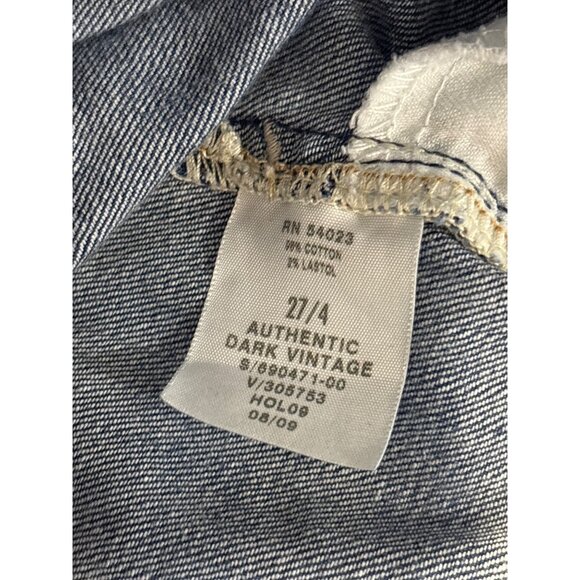 RN 54023
98% COTTON
2% LASTOL
27/4
AUTHENTIC
DARK VINTAGE
S/690471-00
V/305753
HOL09
08/09